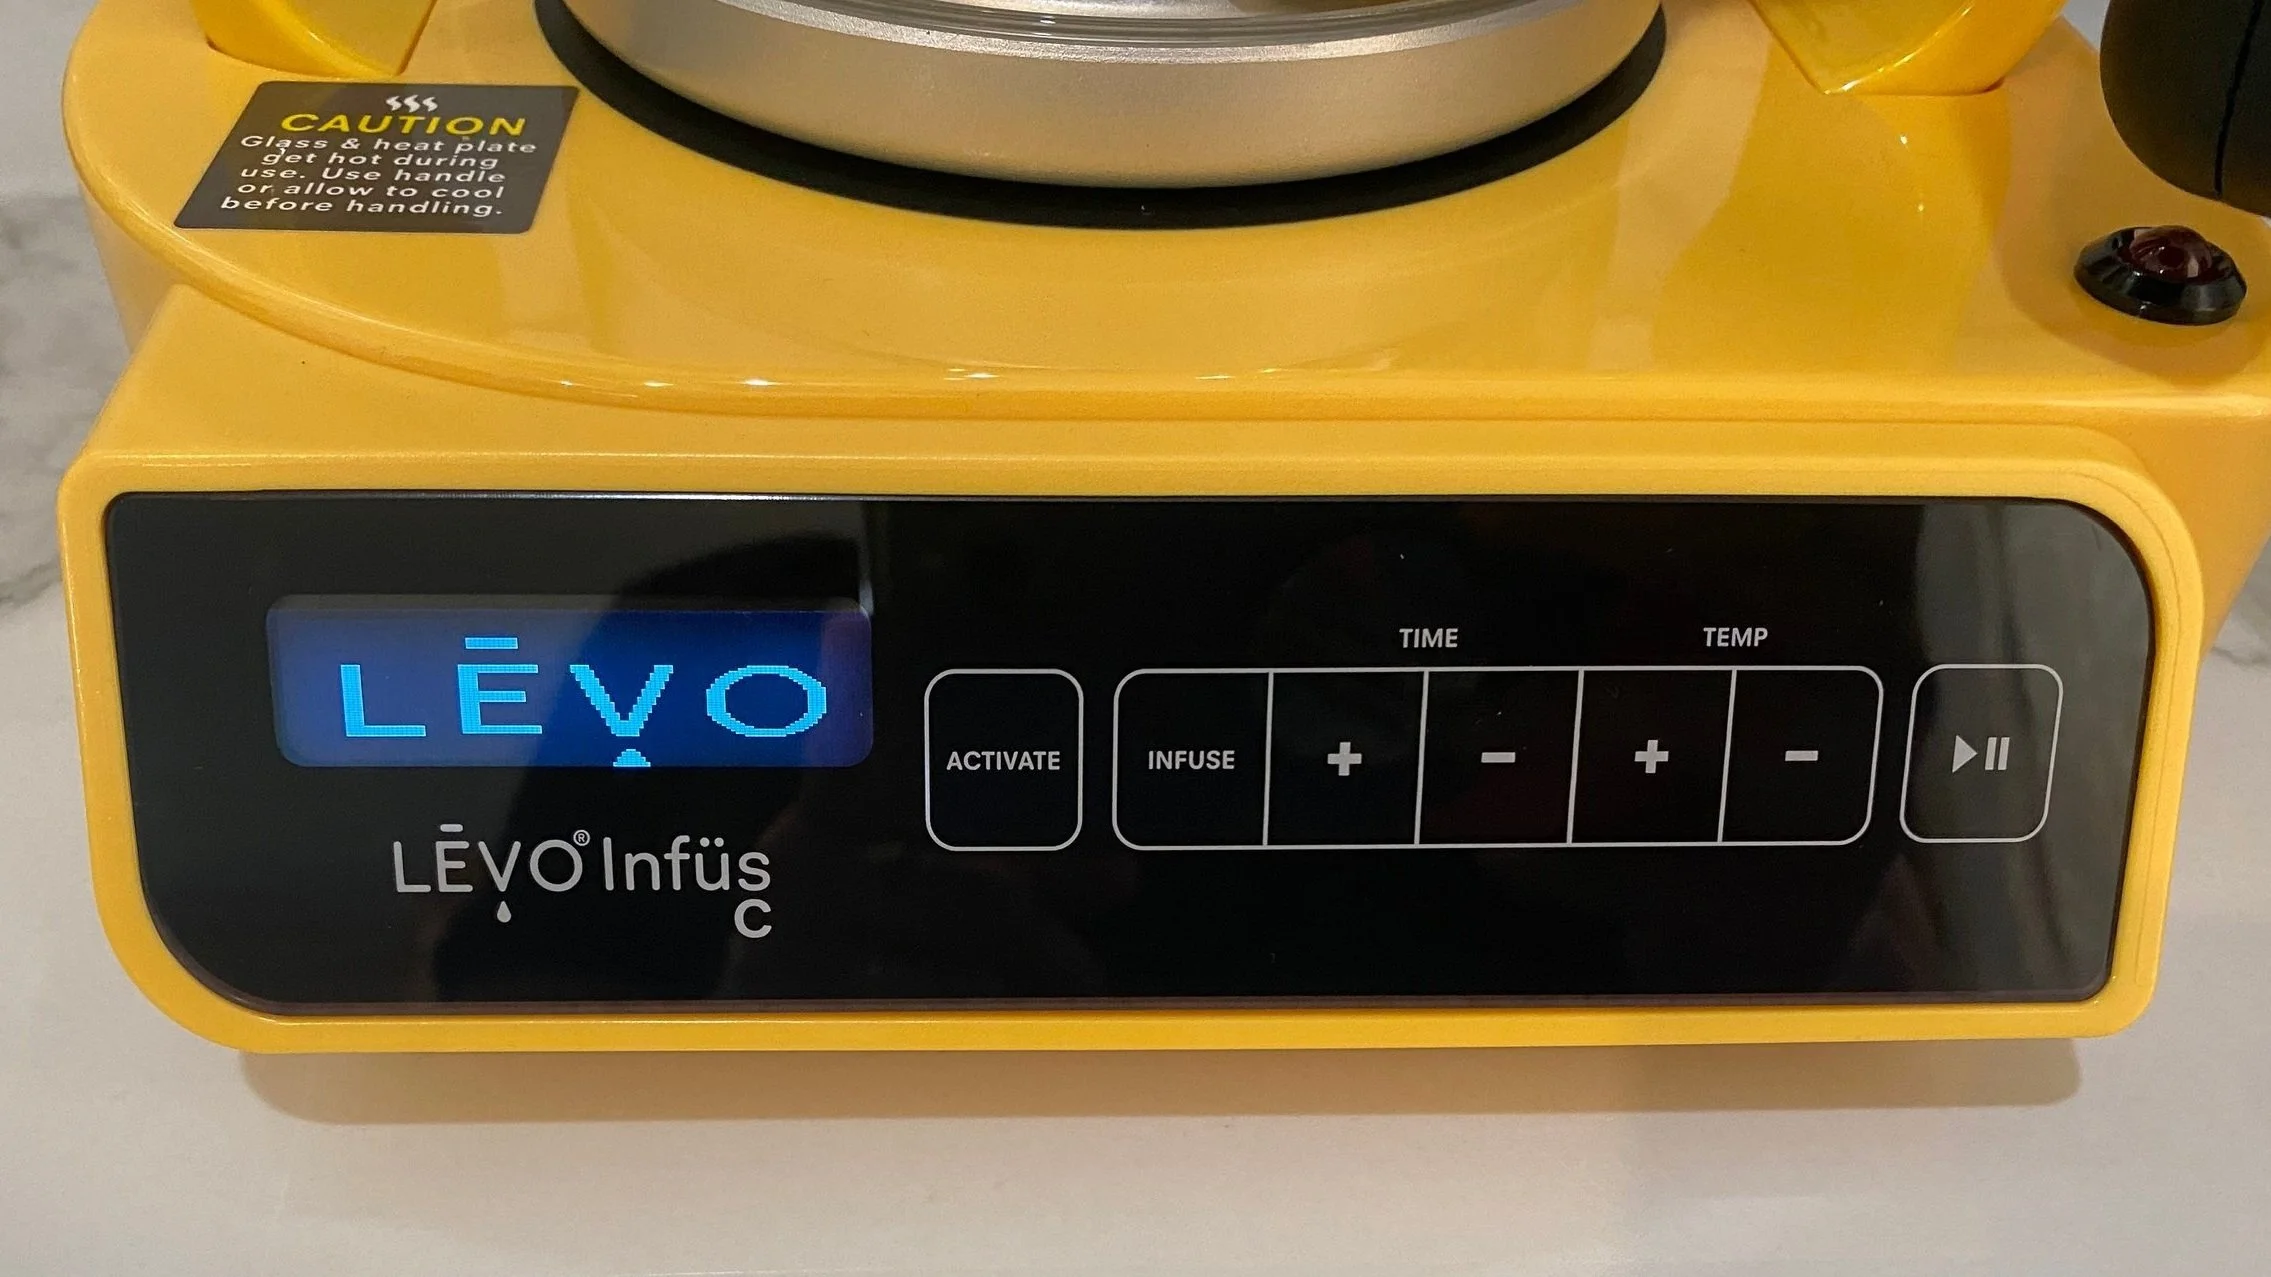 CAUTION
Glass & heat plate
get hot during
use. Use handle
or allow to cool
before handling.
LĒVO
LĒVO® Infüs
C
TIME TEMP
ACTIVATE INFUSE + - + -